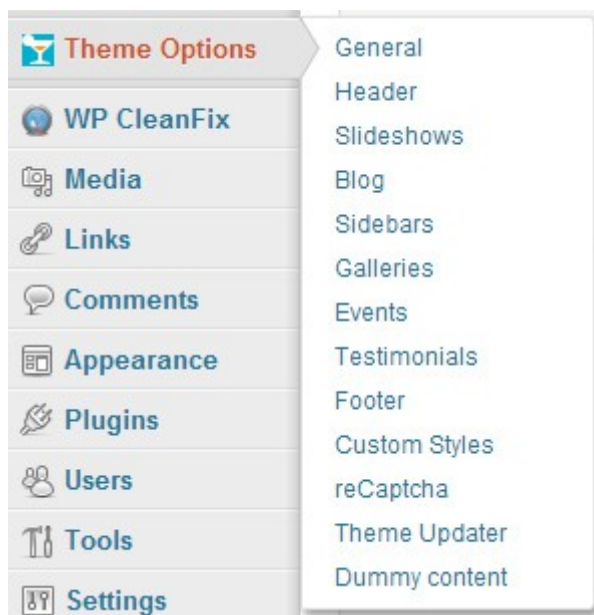 Theme Options
WP CleanFix
Media
Links
Comments
Appearance
Plugins
Users
Tools
Settings
General
Header
Slideshows
Blog
Sidebars
Galleries
Events
Testimonials
Footer
Custom Styles
reCaptcha
Theme Updater
Dummy content